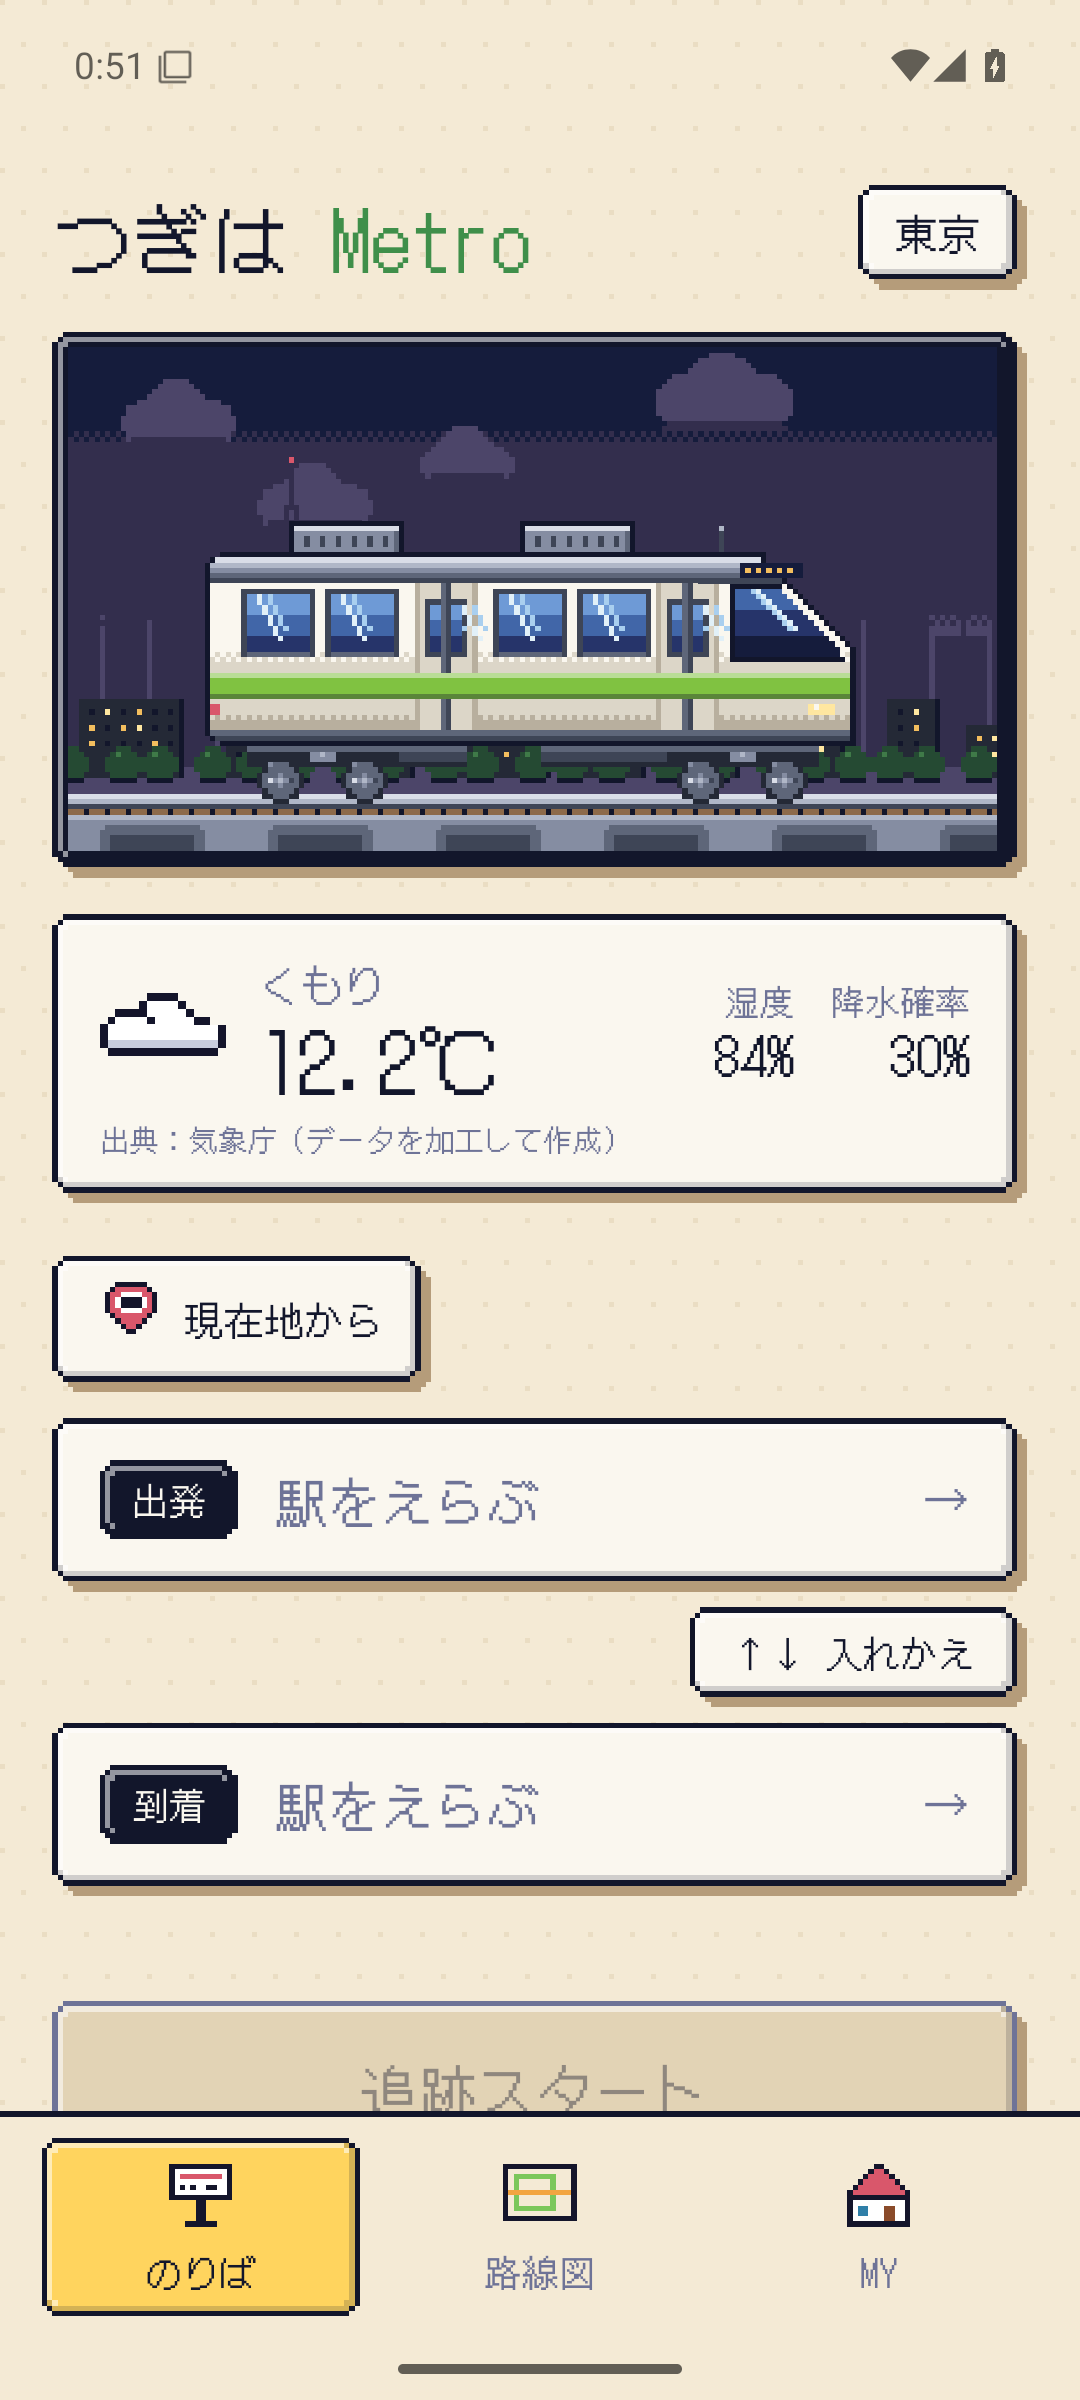 0:51
つぎは Metro
東京
くもり
12.2℃
湿度 降水確率
84% 30%
出典：気象庁（データを加工して作成）
現在地から
出発 駅をえらぶ →
↑↓ 入れかえ
到着 駅をえらぶ →
追跡スタート
のりば 路線図 MY